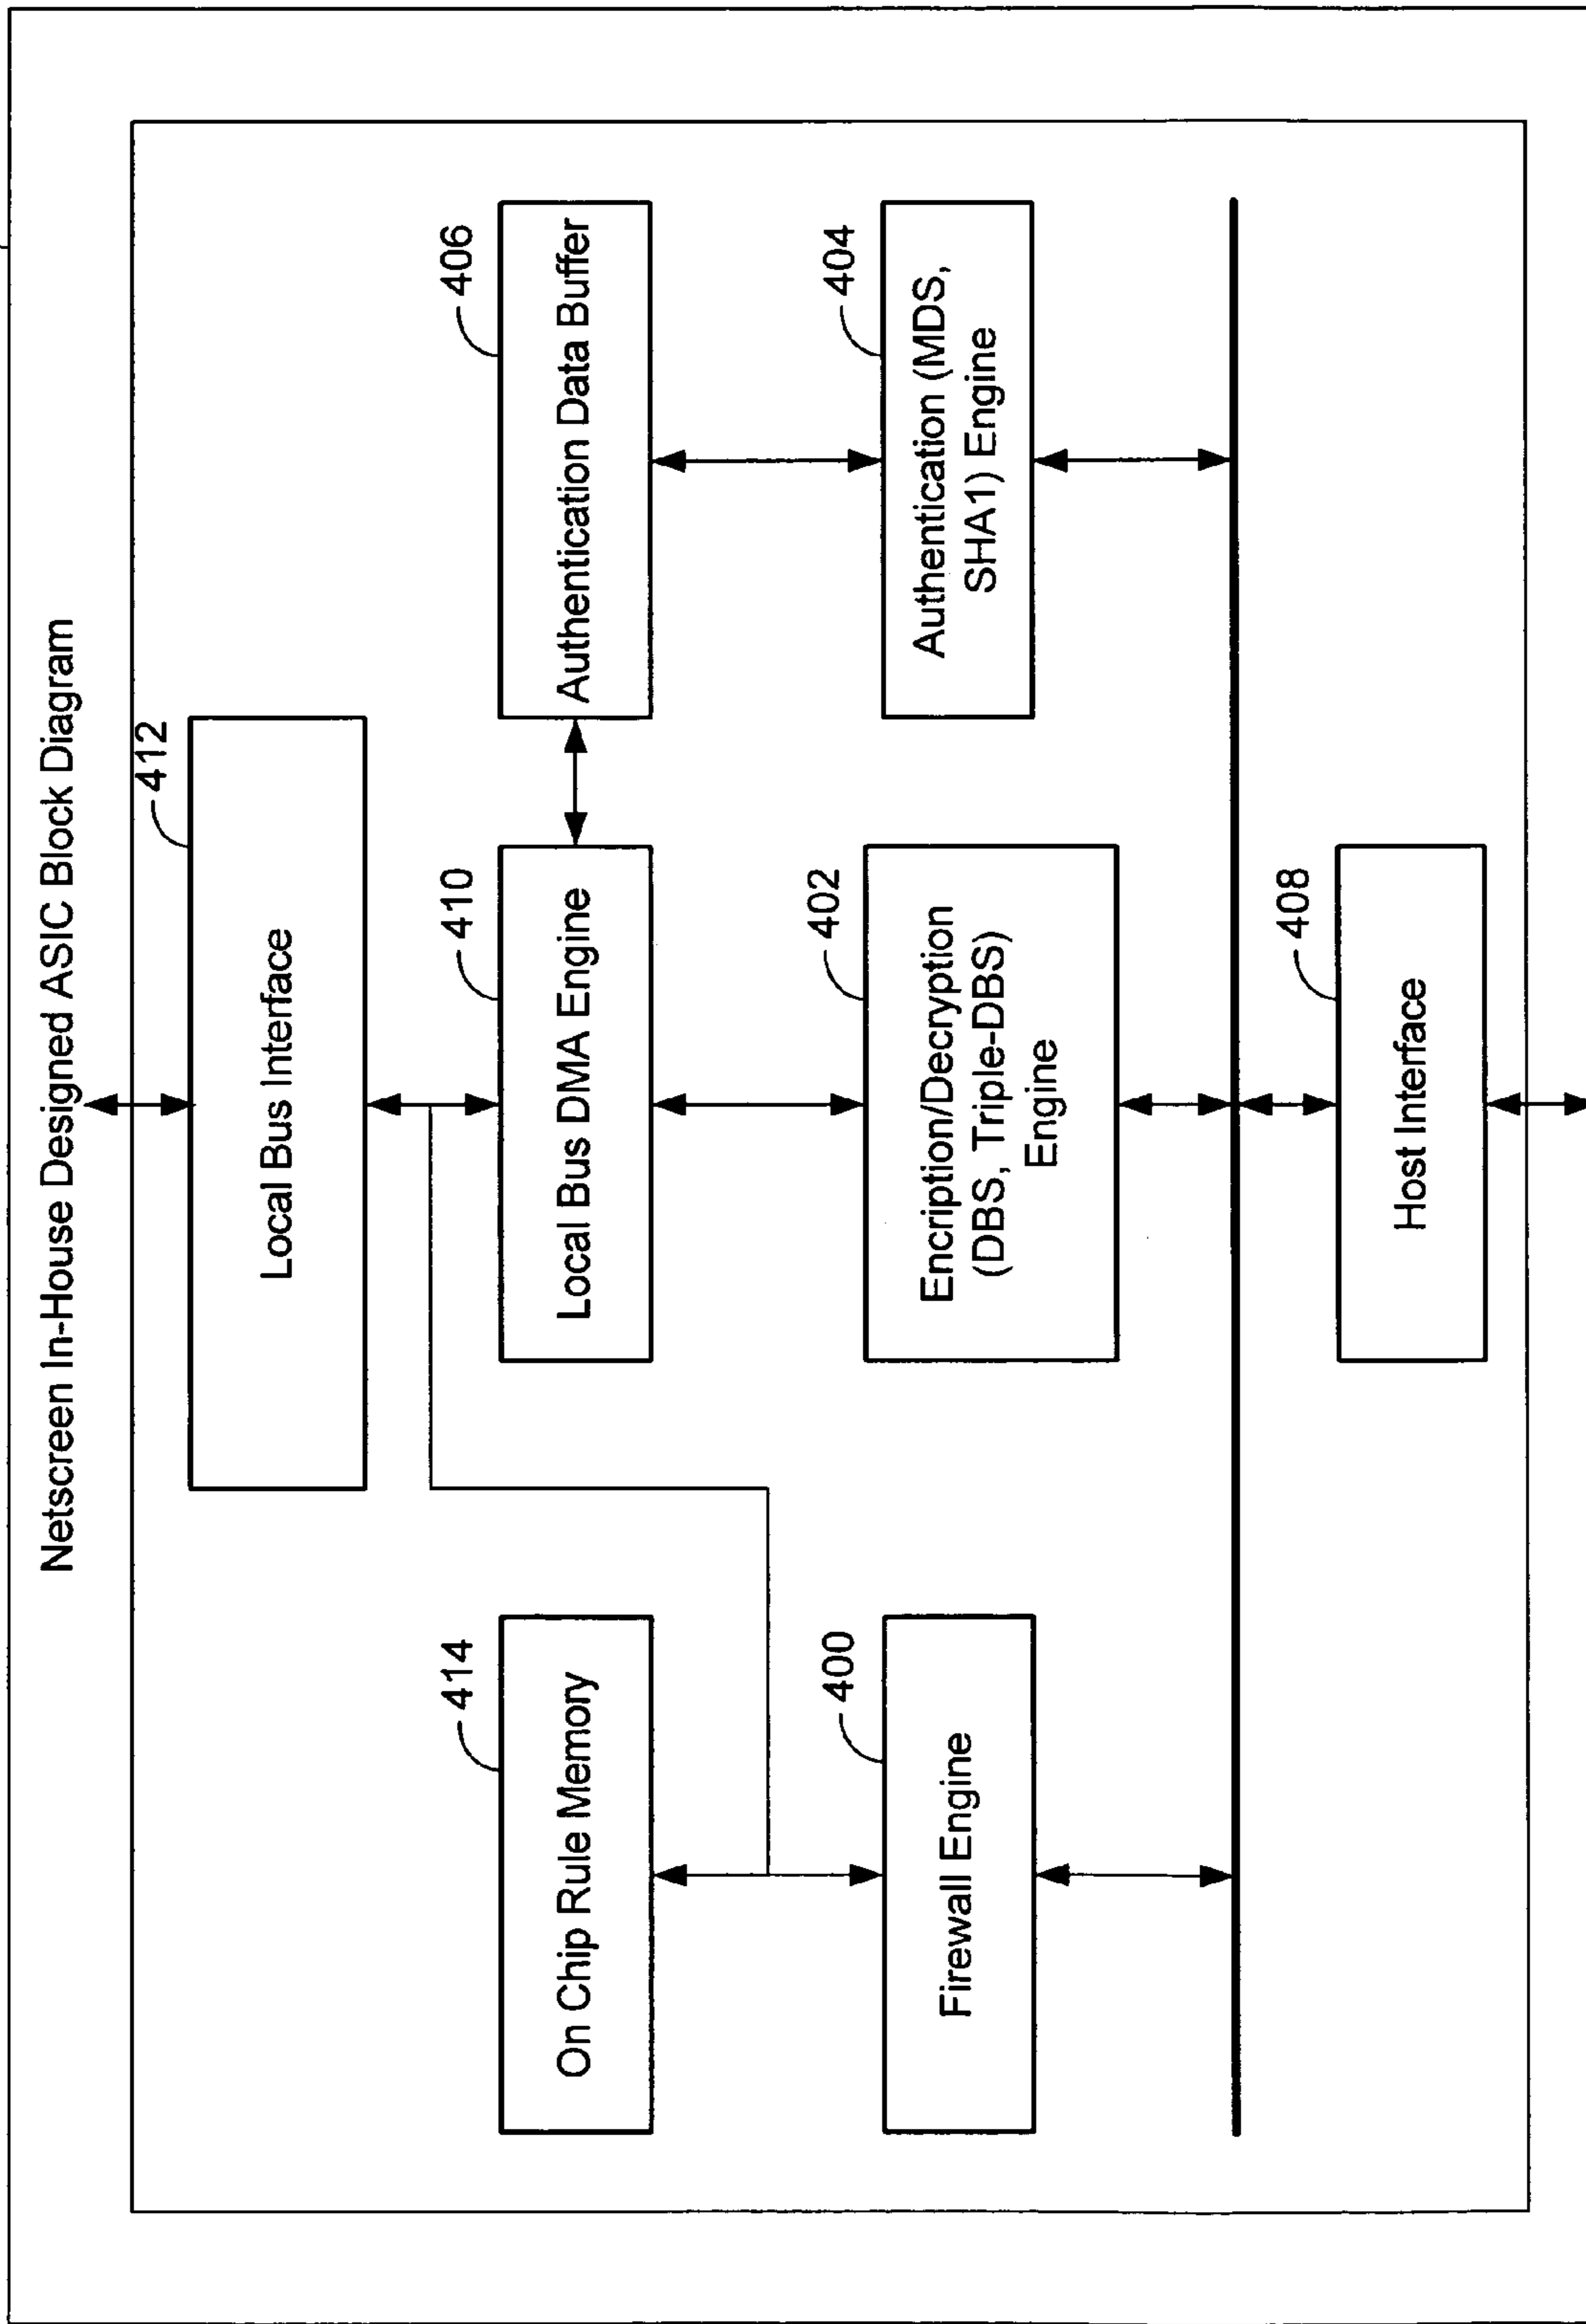 Netscreen In-House Designed ASIC Block Diagram
412
Local Bus Interface
414
On Chip Rule Memory
410
Local Bus DMA Engine
406
Authentication Data Buffer
400
Firewall Engine
402
Encription/Decryption
(DBS, Triple-DBS)
Engine
404
Authentication (MDS,
SHA1) Engine
408
Host Interface